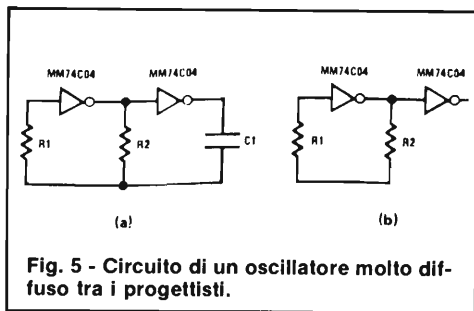 MM74C04 MM74C04 MM74C04
R1 R2 C1 R1 R2
(a) (b)
Fig. 5 - Circuito di un oscillatore molto dif-
fuso tra i progettisti.